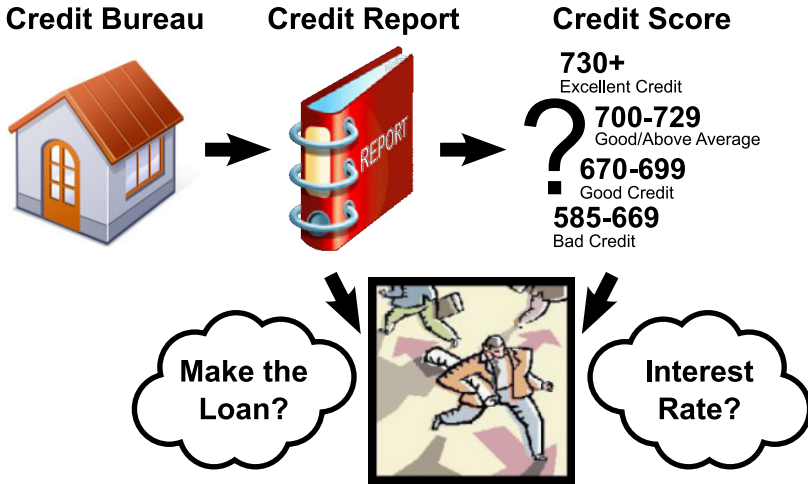 Credit Bureau
Credit Report
Credit Score
REPORT
730+
Excellent Credit
?
700-729
Good/Above Average
670-699
Good Credit
585-669
Bad Credit
Make the
Loan?
Interest
Rate?